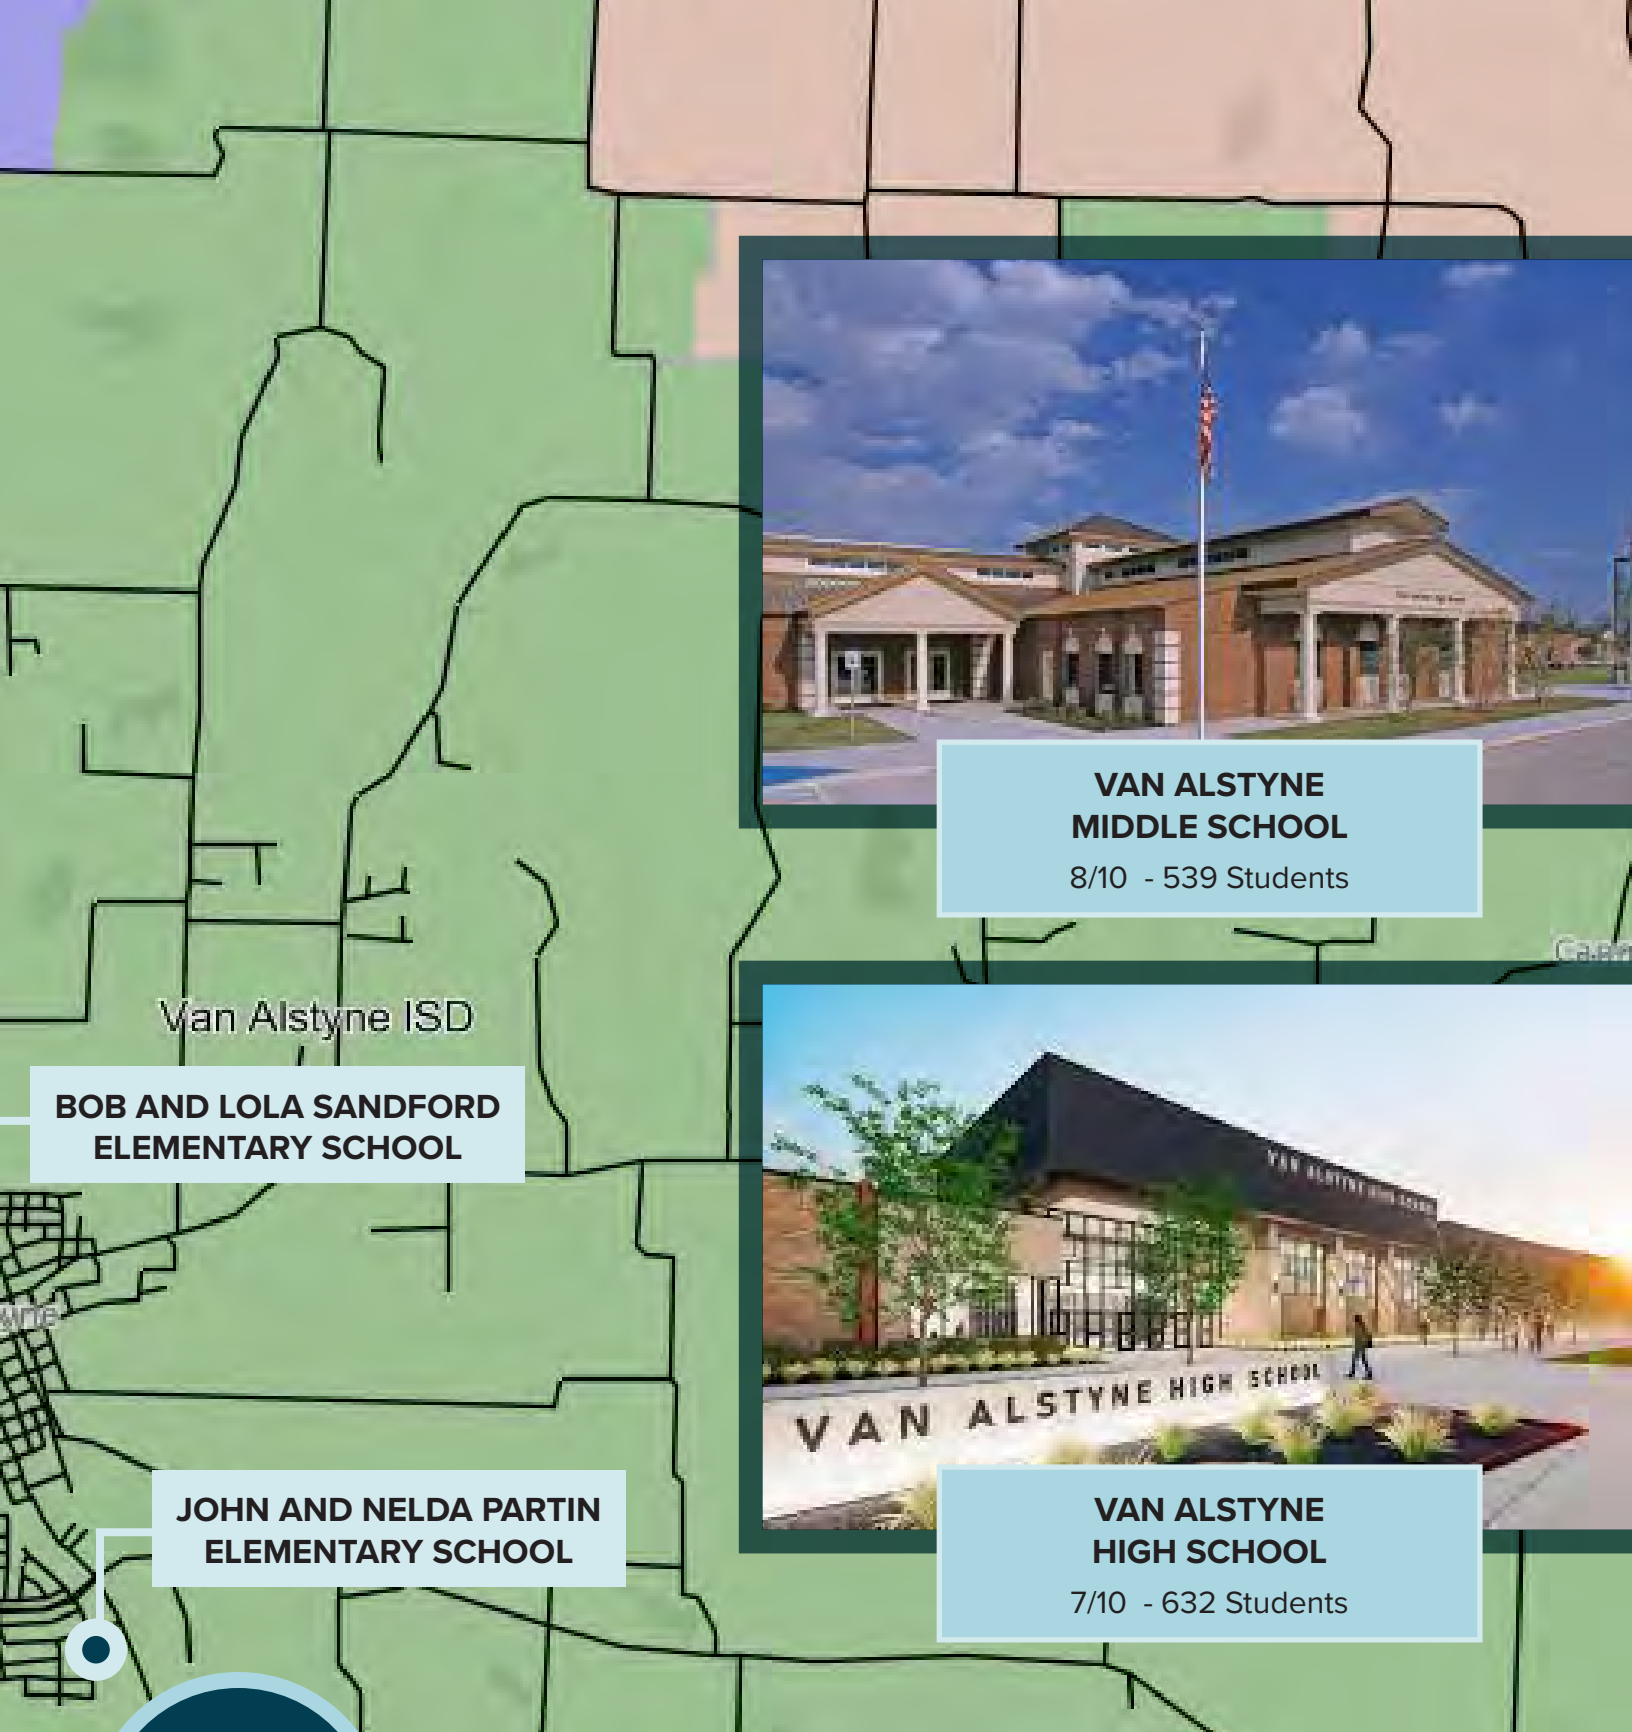 VAN ALSTYNE
MIDDLE SCHOOL
8/10 - 539 Students
Van Alstyne ISD
BOB AND LOLA SANDFORD
ELEMENTARY SCHOOL
VAN ALSTYNE HIGH SCHOOL
VAN ALSTYNE HIGH SCHOOL
JOHN AND NELDA PARTIN
ELEMENTARY SCHOOL
VAN ALSTYNE
HIGH SCHOOL
7/10 - 632 Students